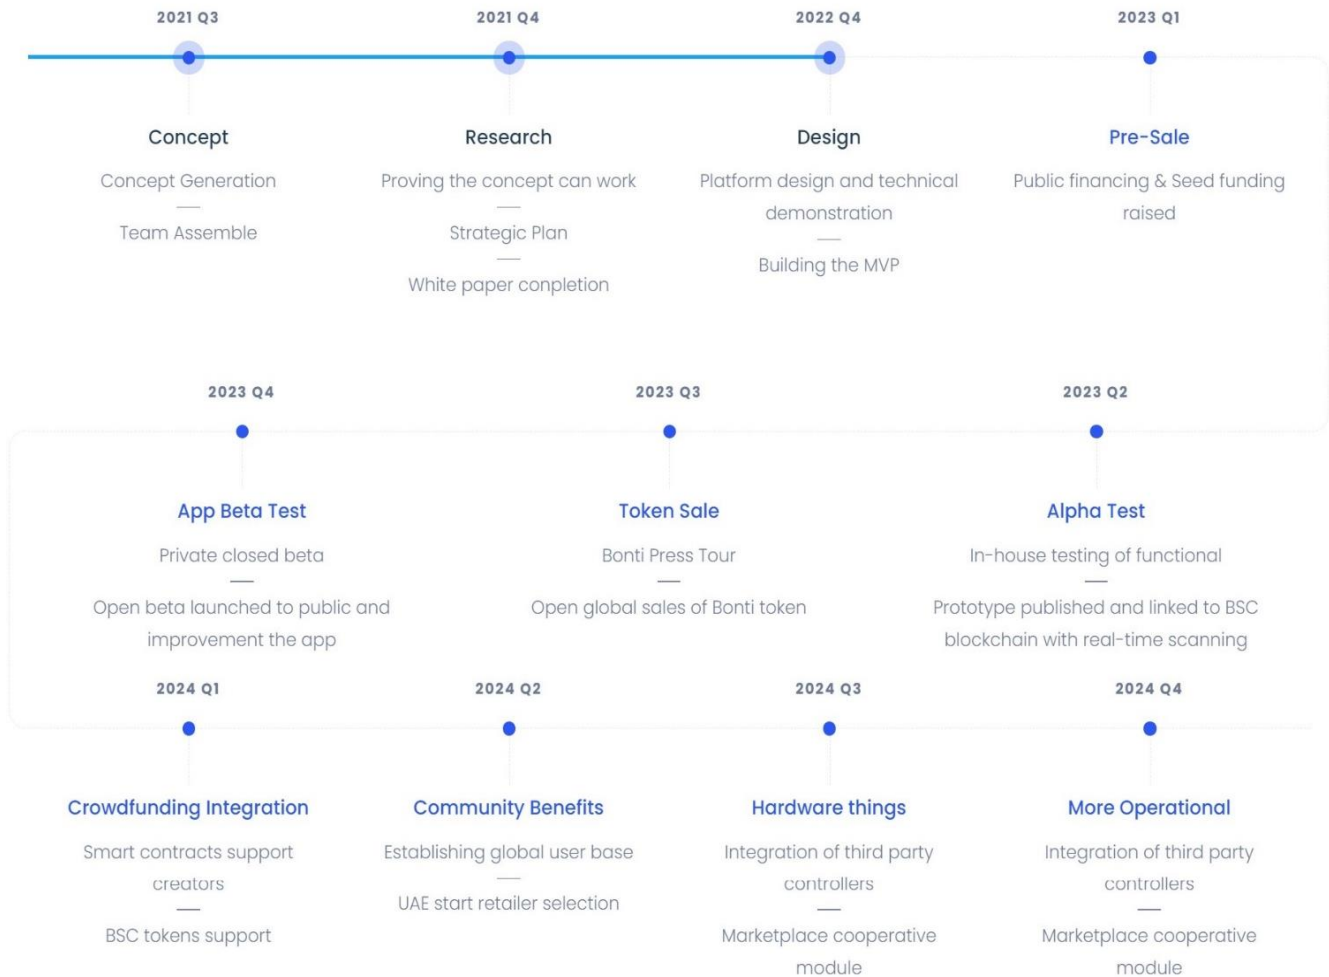 2021 Q3
Concept
Concept Generation
Team Assemble
2021 Q4
Research
Proving the concept can work
Strategic Plan
White paper conpletion
2022 Q4
Design
Platform design and technical
demonstration
Building the MVP
2023 Q1
Pre-Sale
Public financing & Seed funding
raised
2023 Q4
App Beta Test
Private closed beta
Open beta launched to public and
improvement the app
2023 Q3
Token Sale
Bonti Press Tour
Open global sales of Bonti token
2023 Q2
Alpha Test
In-house testing of functional
Prototype published and linked to BSC
blockchain with real-time scanning
2024 Q1
Crowdfunding Integration
Smart contracts support
creators
BSC tokens support
2024 Q2
Community Benefits
Establishing global user base
UAE start retailer selection
2024 Q3
Hardware things
Integration of third party
controllers
Marketplace cooperative
module
2024 Q4
More Operational
Integration of third party
controllers
Marketplace cooperative
module